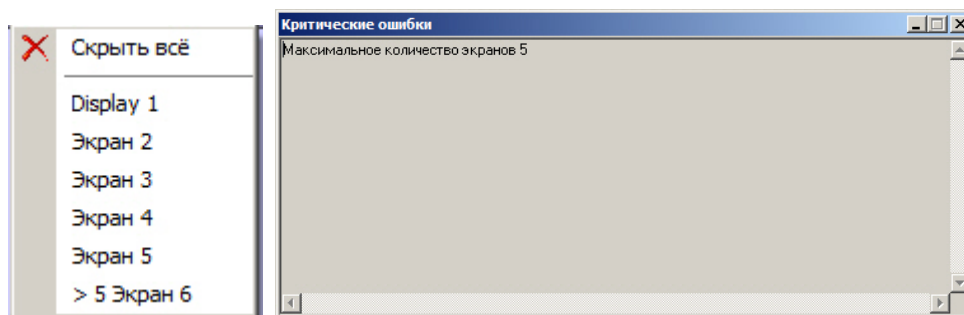 Скрыть всё
Display 1
Экран 2
Экран 3
Экран 4
Экран 5
> 5 Экран 6
Критические ошибки
Максимальное количество экранов 5